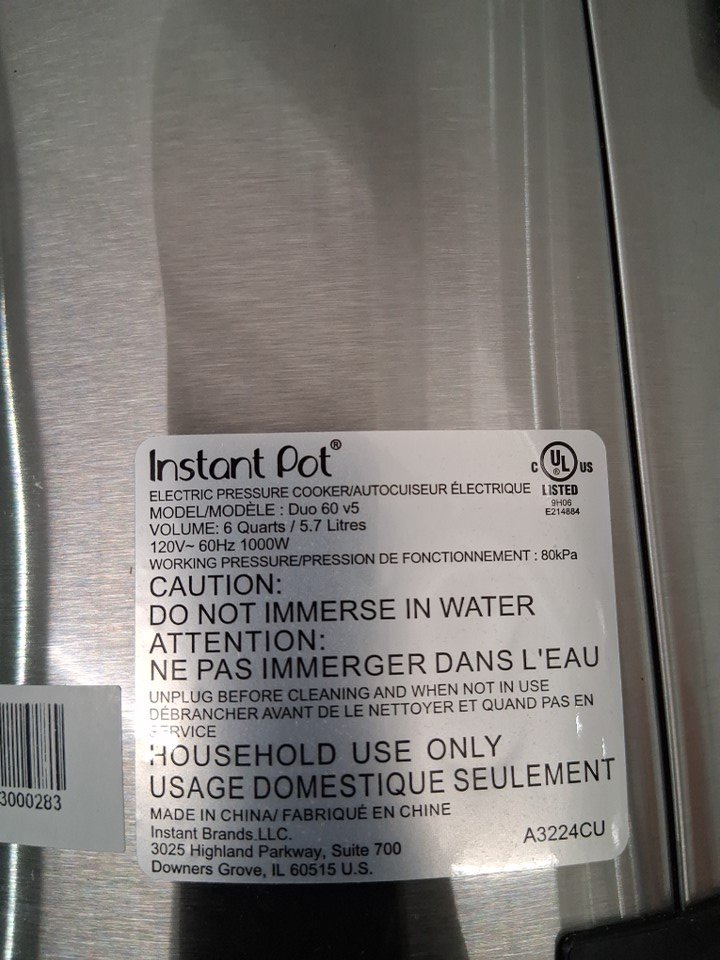 Instant Pot®
C UL® US
LISTED
9H06
E214884
ELECTRIC PRESSURE COOKER/AUTOCUISEUR ÉLECTRIQUE
MODEL/MODÈLE : Duo 60 v5
VOLUME: 6 Quarts / 5.7 Litres
120V~ 60Hz 1000W
WORKING PRESSURE/PRESSION DE FONCTIONNEMENT : 80kPa
CAUTION:
DO NOT IMMERSE IN WATER
ATTENTION:
NE PAS IMMERGER DANS L'EAU
UNPLUG BEFORE CLEANING AND WHEN NOT IN USE
DÉBRANCHER AVANT DE LE NETTOYER ET QUAND PAS EN
SERVICE
HOUSEHOLD USE ONLY
USAGE DOMESTIQUE SEULEMENT
MADE IN CHINA/ FABRIQUÉ EN CHINE
Instant Brands LLC.
3025 Highland Parkway, Suite 700
Downers Grove, IL 60515 U.S.
A3224CU
3000283